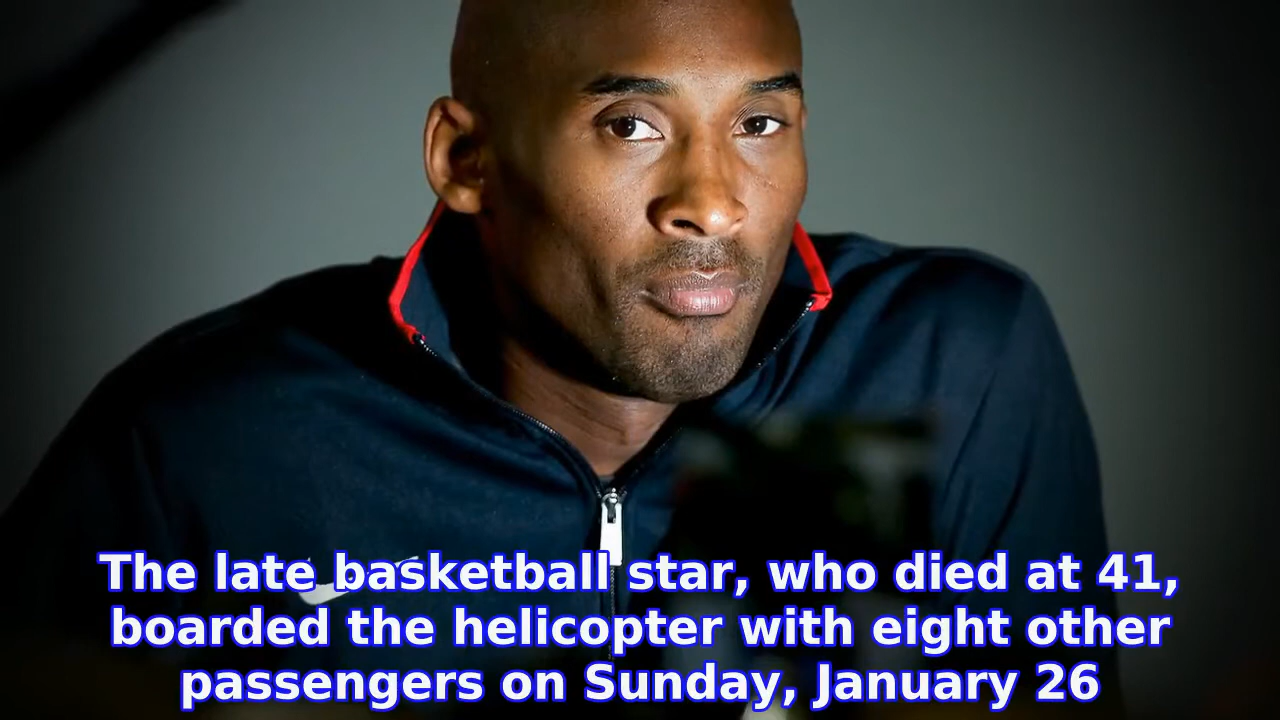 The late basketball star, who died at 41,
boarded the helicopter with eight other
passengers on Sunday, January 26